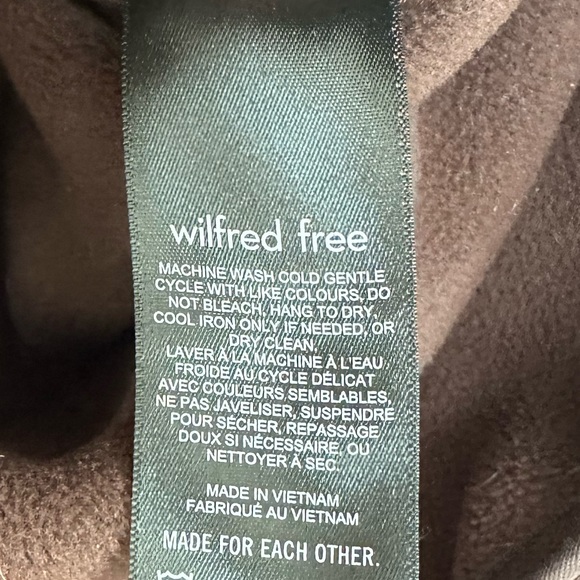 wilfred free
MACHINE WASH COLD GENTLE
CYCLE WITH LIKE COLOURS, DO
NOT BLEACH, HANG TO DRY,
COOL IRON ONLY IF NEEDED, OR
DRY CLEAN.
LAVER À LA MACHINE À L'EAU
FROIDE AU CYCLE DÉLICAT
AVEC COULEURS SEMBLABLES,
NE PAS JAVELISER, SUSPENDRE
POUR SÉCHER, REPASSAGE
DOUX SI NÉCESSAIRE, OU
NETTOYER À SEC.
MADE IN VIETNAM
FABRIQUÉ AU VIETNAM
MADE FOR EACH OTHER.